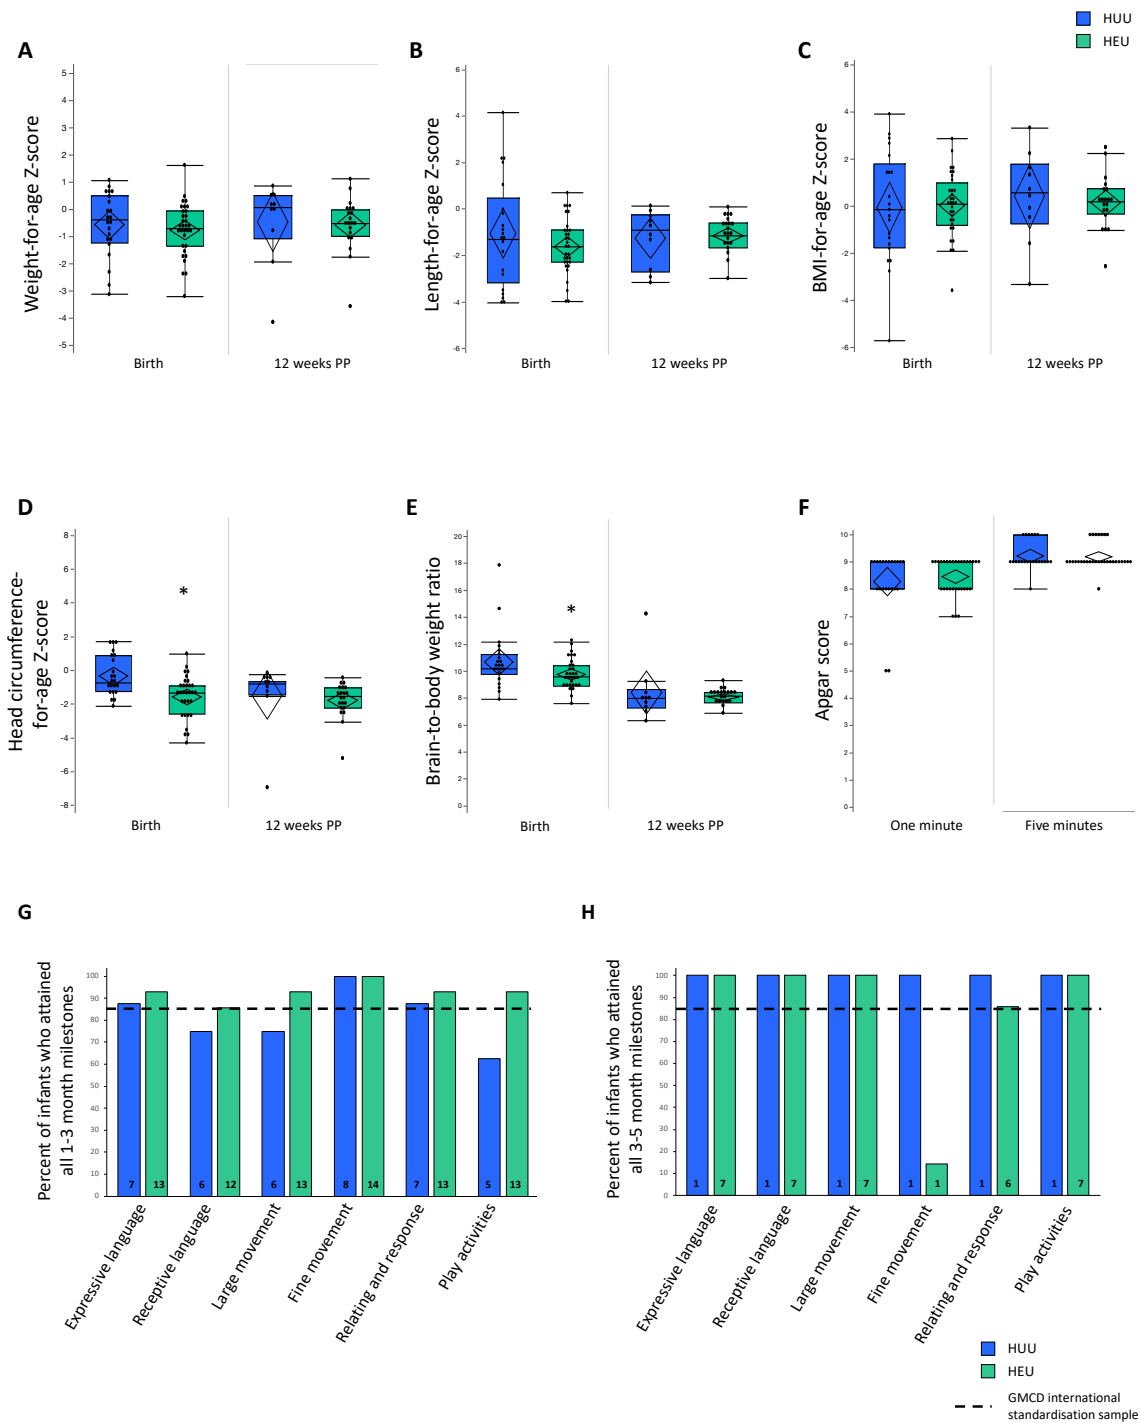 HUU
HEU
A
B
C
Weight-for-age Z-score
5
4
3
2
1
0
-1
-2
-3
-4
-5
Birth
12 weeks PP
Length-for-age Z-score
6
4
2
0
-2
-4
-6
Birth
12 weeks PP
BMI-for-age Z-score
6
4
2
0
-2
-4
-6
Birth
12 weeks PP
D
E
F
Head circumference-
for-age Z-score
8
6
4
2
0
-2
-4
-6
-8
*
Birth
12 weeks PP
Brain-to-body weight ratio
20
18
16
14
12
10
8
6
4
2
0
*
Birth
12 weeks PP
Apgar score
10
9
8
7
6
5
4
3
2
1
0
One minute
Five minutes
G
H
Percent of infants who attained
all 1-3 month milestones
100
90
80
70
60
50
40
30
20
10
0
7 13 6 12 6 13 8 14 7 13 5 13
Expressive language
Receptive language
Large movement
Fine movement
Relating and response
Play activities
Percent of infants who attained
all 3-5 month milestones
100
90
80
70
60
50
40
30
20
10
0
1 7 1 7 1 7 1 1 1 6 1 7
Expressive language
Receptive language
Large movement
Fine movement
Relating and response
Play activities
HUU
HEU
GMCD international
standardisation sample